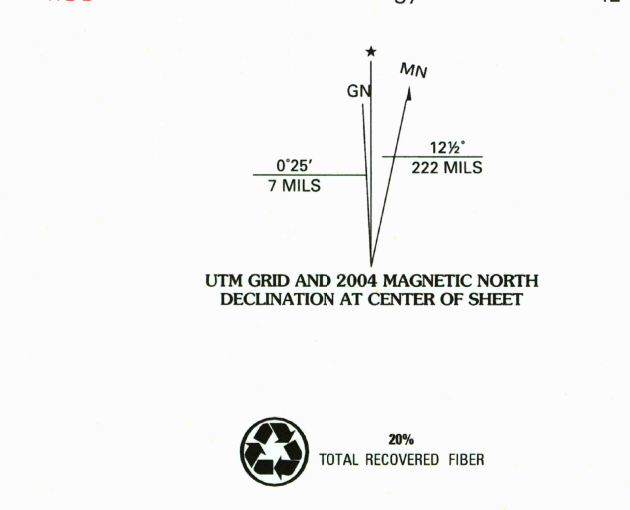 ★
MN
GN
12½°
222 MILS
0°25′
7 MILS
UTM GRID AND 2004 MAGNETIC NORTH
DECLINATION AT CENTER OF SHEET
20%
TOTAL RECOVERED FIBER